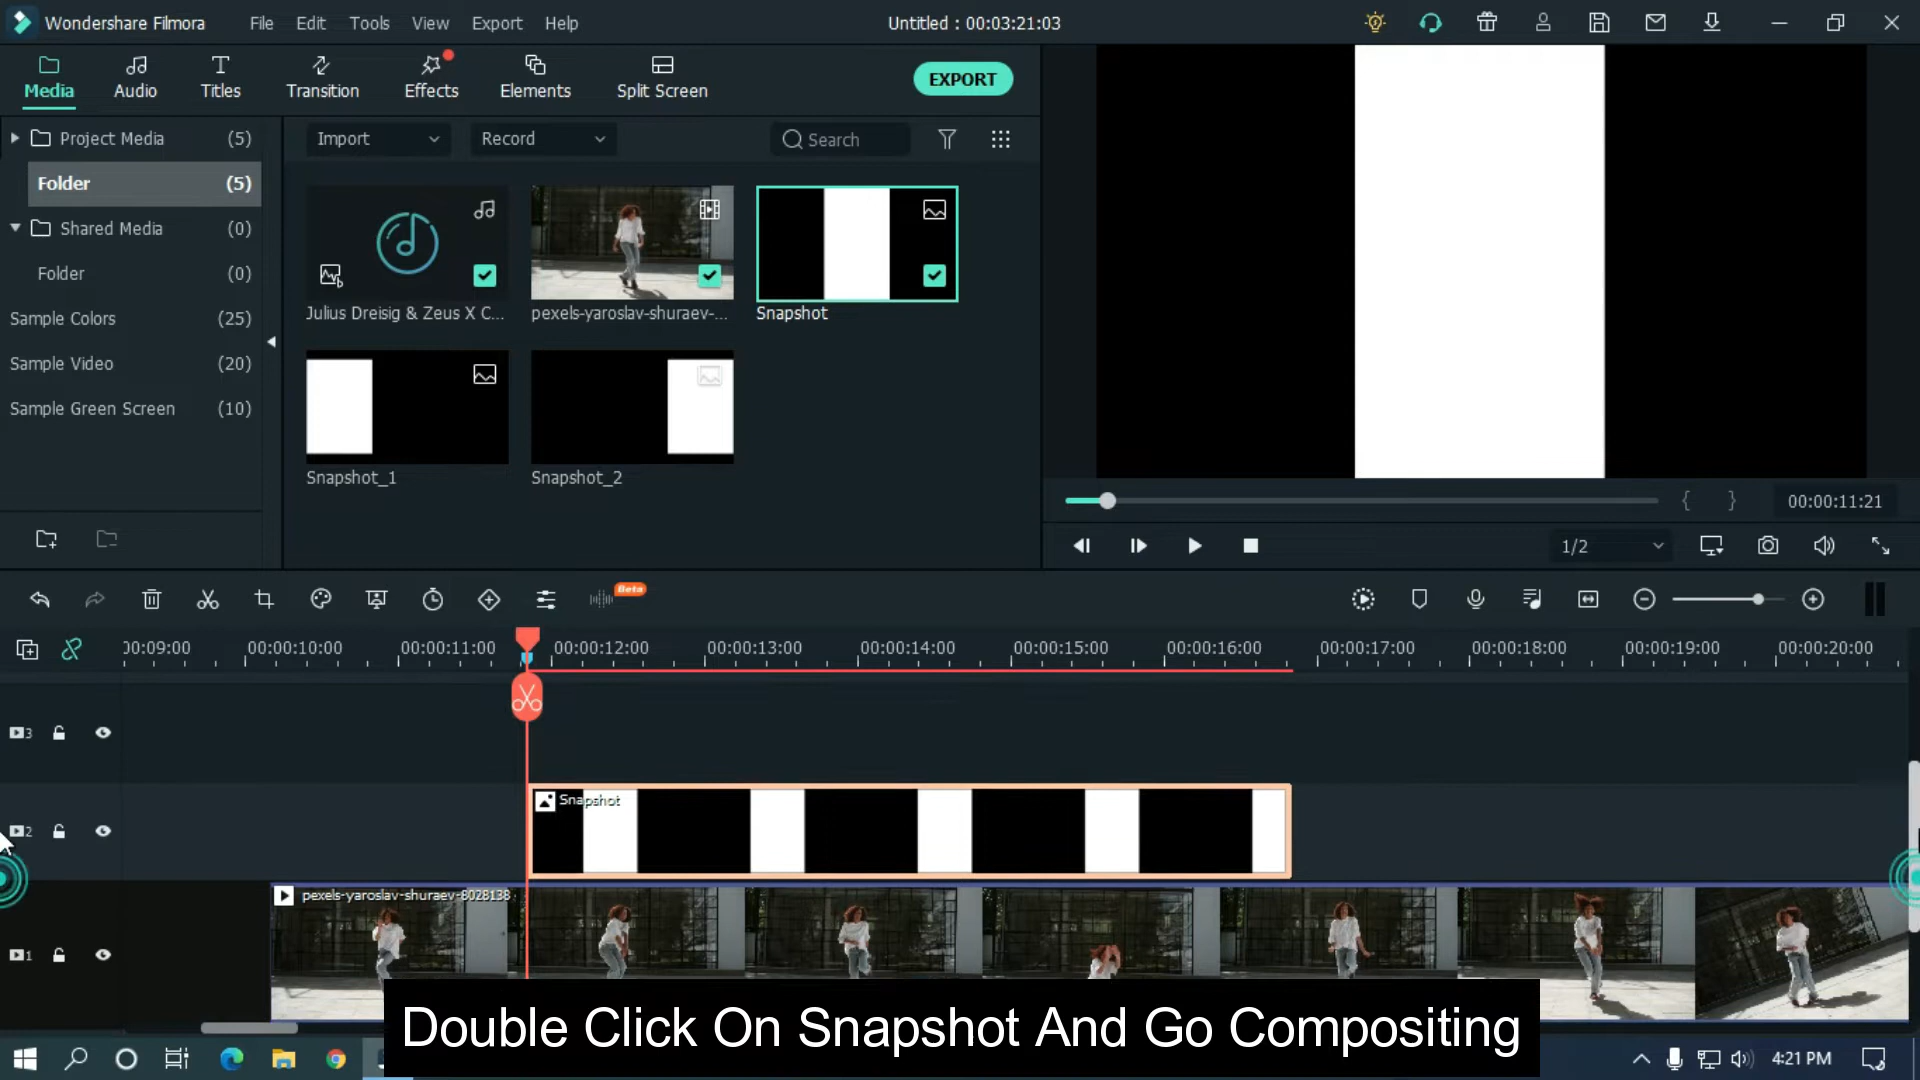 Wondershare Filmora File Edit Tools View Export Help Untitled : 00:03:21:03
Media Audio Titles Transition Effects Elements Split Screen EXPORT
Project Media (5) Import Record Search
Folder (5)
Shared Media (0)
Folder (0)
Sample Colors (25)
Sample Video (20)
Sample Green Screen (10)
Julius Dreisig & Zeus X C... pexels-yaroslav-shuraev-... Snapshot
Snapshot_1 Snapshot_2
{ } 00:00:11:21
1/2
Beta
00:09:00 00:00:10:00 00:00:11:00 00:00:12:00 00:00:13:00 00:00:14:00 00:00:15:00 00:00:16:00 00:00:17:00 00:00:18:00 00:00:19:00 00:00:20:00
3
2 Snapshot
pexels-yaroslav-shuraev-8028138
1
Double Click On Snapshot And Go Compositing
4:21 PM